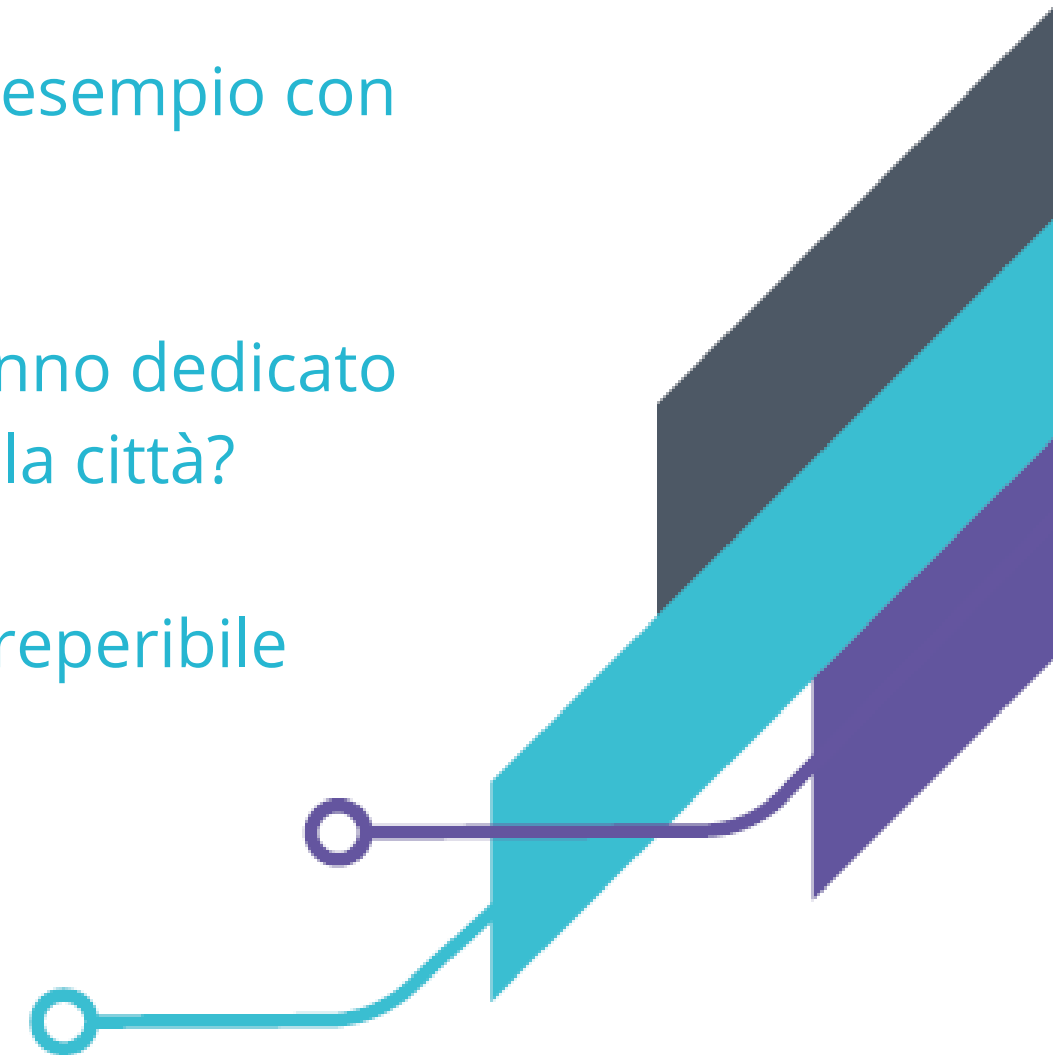 esempio con
nno dedicato
la città?
reperibile